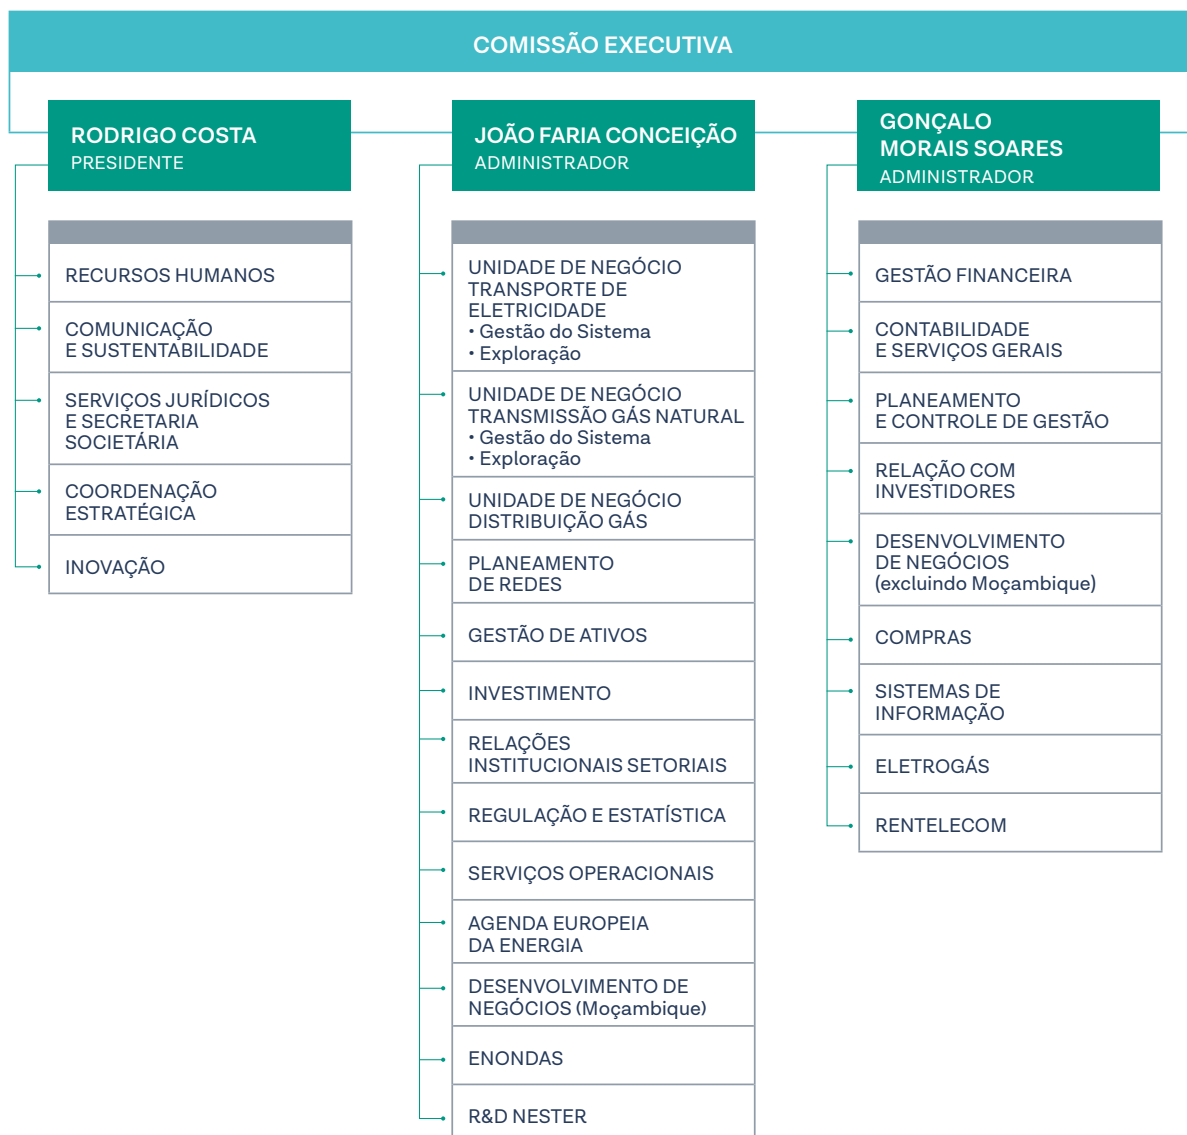 COMISSÃO EXECUTIVA
RODRIGO COSTA
PRESIDENTE
RECURSOS HUMANOS
COMUNICAÇÃO
E SUSTENTABILIDADE
SERVIÇOS JURÍDICOS
E SECRETARIA
SOCIETÁRIA
COORDENAÇÃO
ESTRATÉGICA
INOVAÇÃO
JOÃO FARIA CONCEIÇÃO
ADMINISTRADOR
UNIDADE DE NEGÓCIO
TRANSPORTE DE
ELETRICIDADE
• Gestão do Sistema
• Exploração
UNIDADE DE NEGÓCIO
TRANSMISSÃO GÁS NATURAL
• Gestão do Sistema
• Exploração
UNIDADE DE NEGÓCIO
DISTRIBUIÇÃO GÁS
PLANEAMENTO
DE REDES
GESTÃO DE ATIVOS
INVESTIMENTO
RELAÇÕES
INSTITUCIONAIS SETORIAIS
REGULAÇÃO E ESTATÍSTICA
SERVIÇOS OPERACIONAIS
AGENDA EUROPEIA
DA ENERGIA
DESENVOLVIMENTO DE
NEGÓCIOS (Moçambique)
ENONDAS
R&D NESTER
GONÇALO
MORAIS SOARES
ADMINISTRADOR
GESTÃO FINANCEIRA
CONTABILIDADE
E SERVIÇOS GERAIS
PLANEAMENTO
E CONTROLE DE GESTÃO
RELAÇÃO COM
INVESTIDORES
DESENVOLVIMENTO
DE NEGÓCIOS
(excluindo Moçambique)
COMPRAS
SISTEMAS DE
INFORMAÇÃO
ELETROGÁS
RENTELECOM